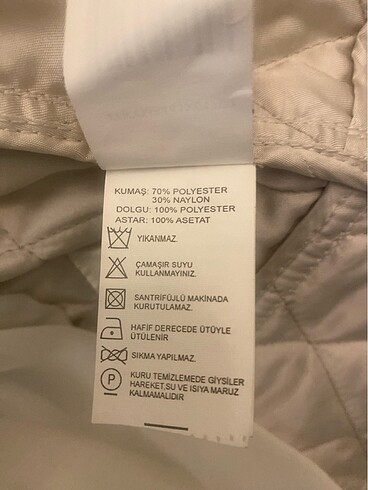 KUMAŞ: 70% POLYESTER
30% NAYLON
DOLGU: 100% POLYESTER
ASTAR: 100% ASETAT
YIKANMAZ.
ÇAMAŞIR SUYU
KULLANMAYINIZ.
SANTRİFÜJLÜ MAKİNADA
KURUTULAMAZ.
HAFİF DERECEDE ÜTÜYLE
ÜTÜLENİR
SIKMA YAPILMAZ.
P
KURU TEMİZLEMEDE GİYSİLER
HAREKET,SU VE ISIYA MARUZ
KALMAMALIDIR